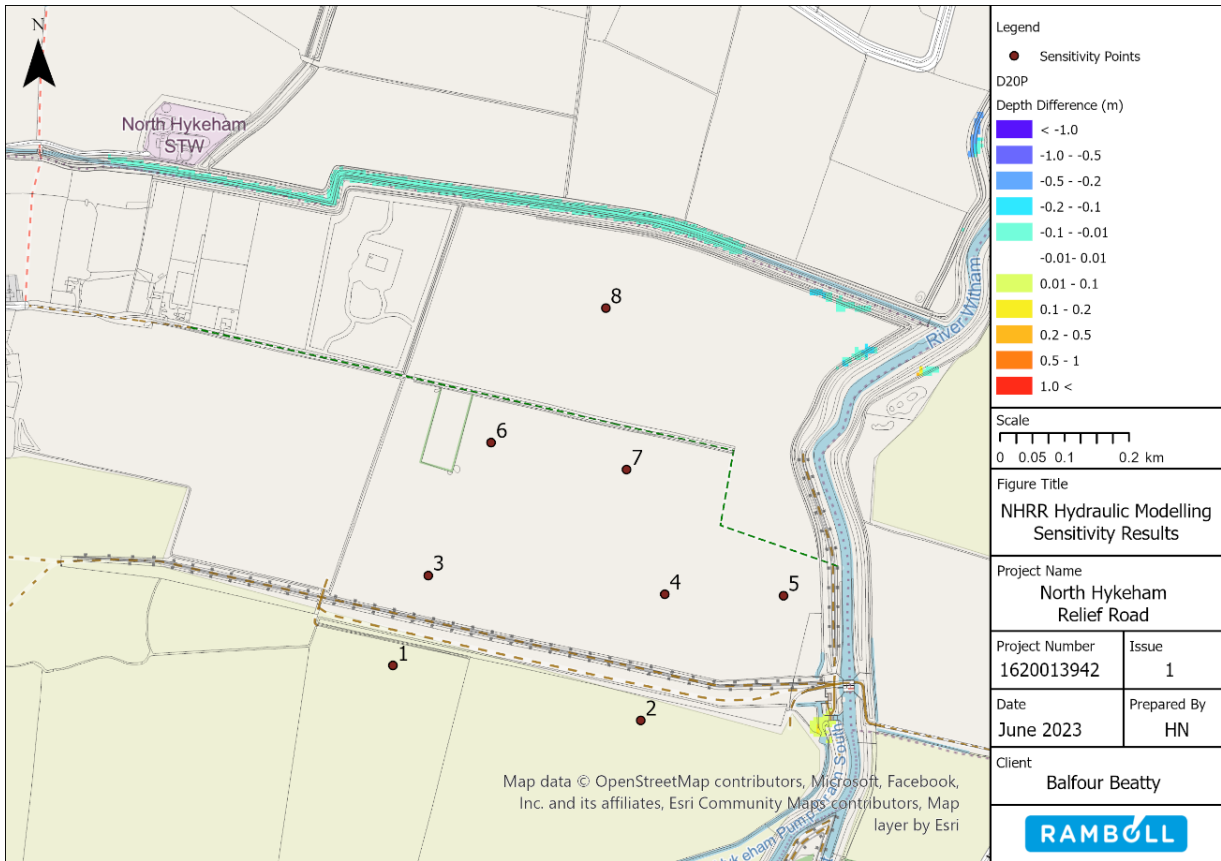 N
North Hykeham
STW
8
River Witham
6
7
3
4
5
1
2
Map data © OpenStreetMap contributors, Microsoft, Facebook,
Inc. and its affiliates, Esri Community Maps contributors, Map
layer by Esri
Legend
Sensitivity Points
D20P
Depth Difference (m)
< -1.0
-1.0 - -0.5
-0.5 - -0.2
-0.2 - -0.1
-0.1 - -0.01
-0.01- 0.01
0.01 - 0.1
0.1 - 0.2
0.2 - 0.5
0.5 - 1
1.0 <
Scale
0 0.05 0.1 0.2 km
Figure Title
NHRR Hydraulic Modelling
Sensitivity Results
Project Name
North Hykeham
Relief Road
Project Number
1620013942
Issue
1
Date
June 2023
Prepared By
HN
Client
Balfour Beatty
RAMBOLL